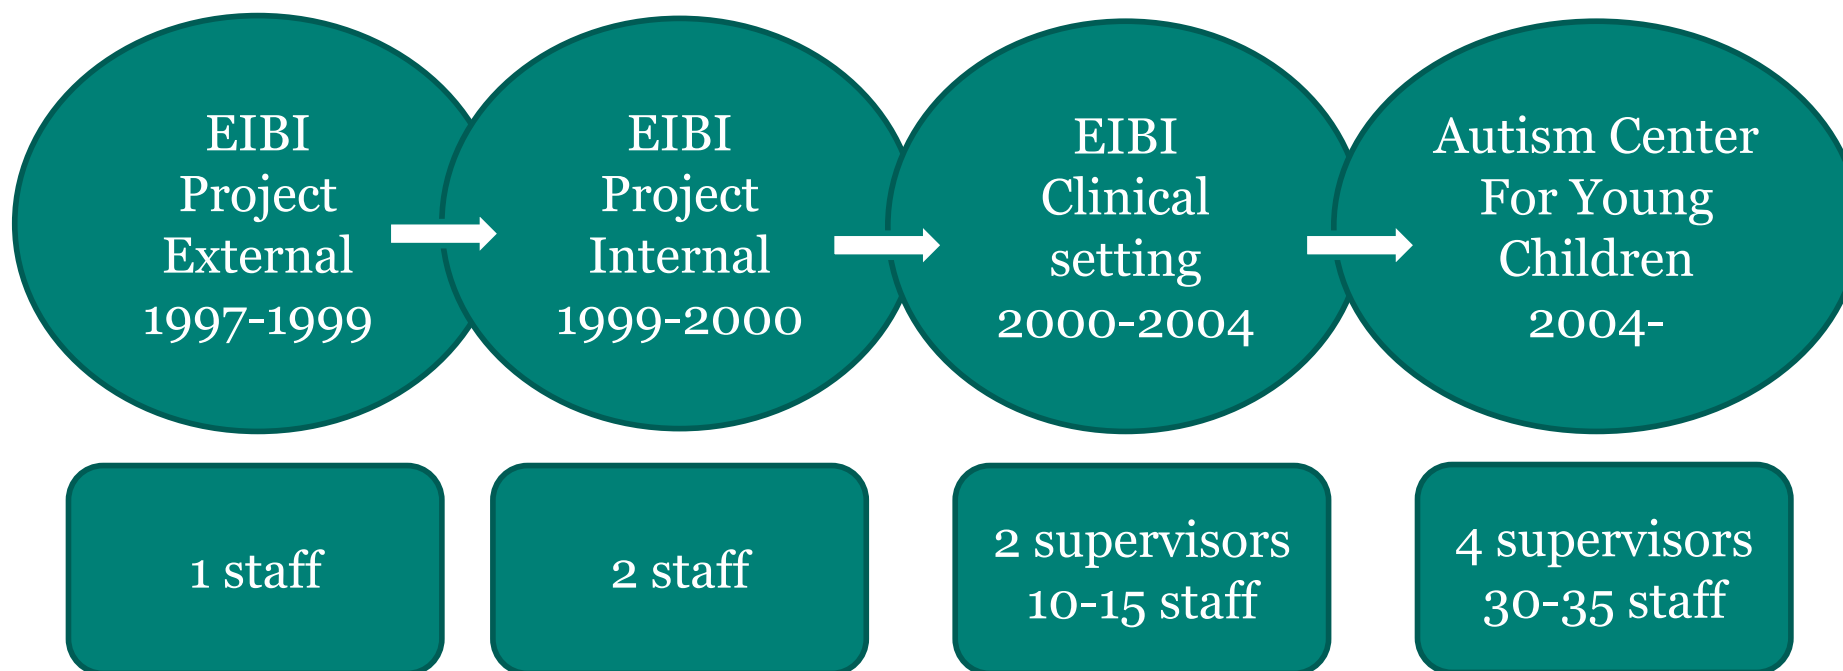 EIBI
Project
External
1997-1999
EIBI
Project
Internal
1999-2000
EIBI
Clinical
setting
2000-2004
Autism Center
For Young
Children
2004-
1 staff
2 staff
2 supervisors
10-15 staff
4 supervisors
30-35 staff